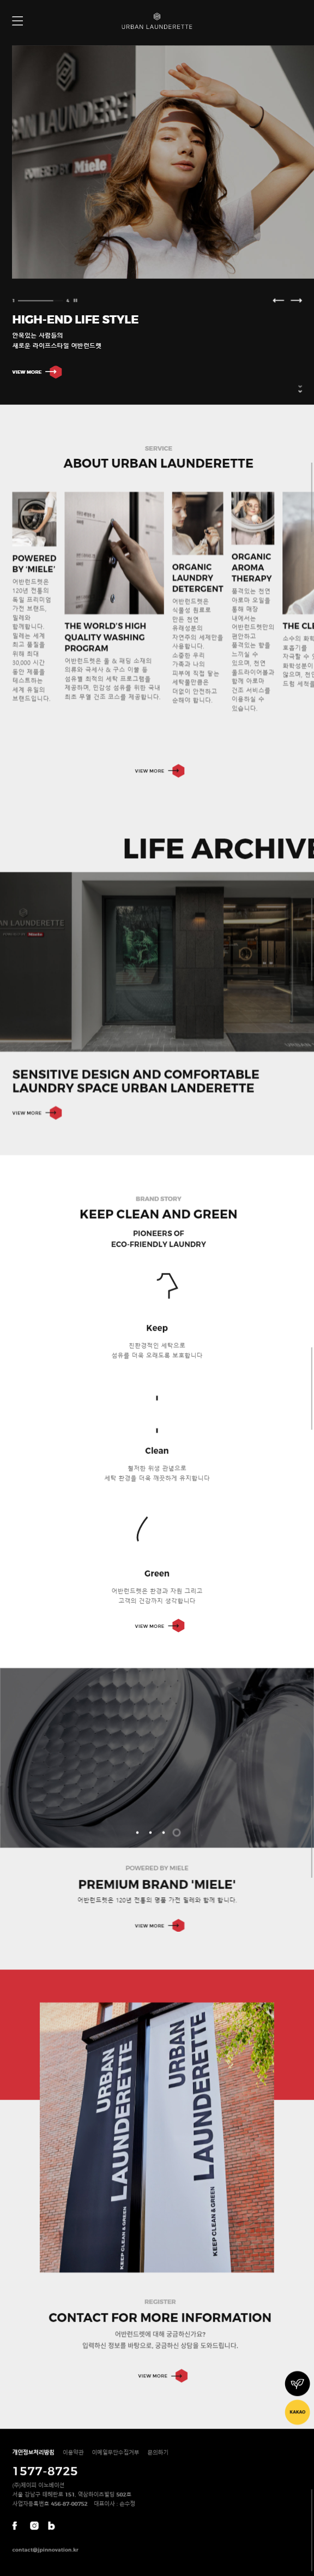 URBAN LAUNDERETTE
1
4
HIGH-END LIFE STYLE
안목있는 사람들의
새로운 라이프스타일 어반런드렛
VIEW MORE
SERVICE
ABOUT URBAN LAUNDERETTE
POWERED
BY 'MIELE'
어반런드렛은
120년 전통의
독일 프리미엄
가전 브랜드,
밀레와
함께합니다.
밀레는 세계
최고 품질을
위해 최대
30,000 시간
동안 제품을
테스트하는
세계 유일의
브랜드입니다.
THE WORLD'S HIGH
QUALITY WASHING
PROGRAM
어반런드렛은 울 & 패딩 소재의
의류와 극세사 & 구스 이불 등
섬유별 최적의 세탁 프로그램을
제공하며, 민감성 섬유를 위한 국내
최초 무열 건조 코스를 제공합니다.
ORGANIC
LAUNDRY
DETERGENT
어반런드렛은
식물성 원료로
만든 천연
유래성분의
자연주의 세제만을
사용합니다.
소중한 우리
가족과 나의
피부에 직접 닿는
세탁물만큼은
더없이 안전하고
순해야 합니다.
ORGANIC
AROMA
THERAPY
품격있는 천연
아로마 오일을
통해 매장
내에서는
어반런드렛만의
편안하고
품격있는 향을
느끼실 수
있으며, 천연
울드라이어볼과
함께 아로마
건조 서비스를
이용하실 수
있습니다.
THE CLE
소수의 화학
호흡기를
자극할 수 있
화학성분이
많으며, 천연
드럼 세척을
VIEW MORE
LIFE ARCHIVE
SENSITIVE DESIGN AND COMFORTABLE
LAUNDRY SPACE URBAN LANDERETTE
VIEW MORE
BRAND STORY
KEEP CLEAN AND GREEN
PIONEERS OF
ECO-FRIENDLY LAUNDRY
Keep
친환경적인 세탁으로
섬유를 더욱 오래도록 보호합니다
Clean
철저한 위생 관념으로
세탁 환경을 더욱 깨끗하게 유지합니다
Green
어반런드렛은 환경과 자원 그리고
고객의 건강까지 생각합니다
VIEW MORE
POWERED BY MIELE
PREMIUM BRAND 'MIELE'
어반런드렛은 120년 전통의 명품 가전 밀레와 함께 합니다.
VIEW MORE
URBAN
LAUNDERETTE
KEEP CLEAN & GREEN
URBAN
LAUNDERETTE
KEEP CLEAN & GREEN
REGISTER
CONTACT FOR MORE INFORMATION
어반런드렛에 대해 궁금하신가요?
입력하신 정보를 바탕으로, 궁금하신 상담을 도와드립니다.
VIEW MORE
KAKAO
개인정보처리방침 이용약관 이메일무단수집거부 문의하기
1577-8725
(주)제이피 이노베이션
서울 강남구 테헤란로 151, 역삼하이츠빌딩 502호
사업자등록번호 456-87-00752 대표이사 : 순수정
contact@jpinnovation.kr